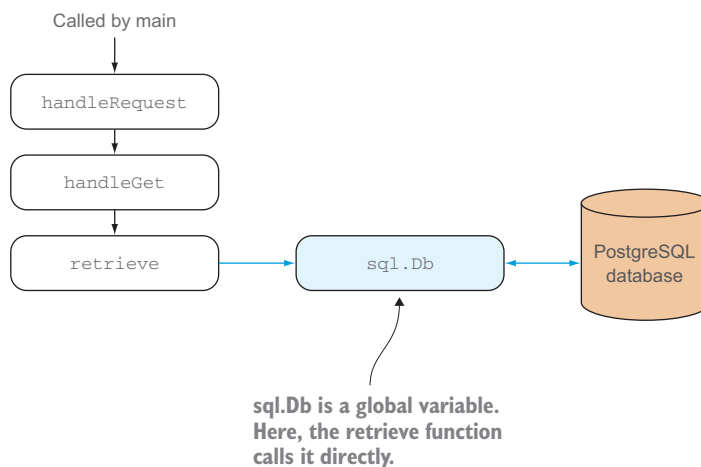 Called by main
handleRequest
handleGet
retrieve
sql.Db
PostgreSQL
database
sql.Db is a global variable.
Here, the retrieve function
calls it directly.